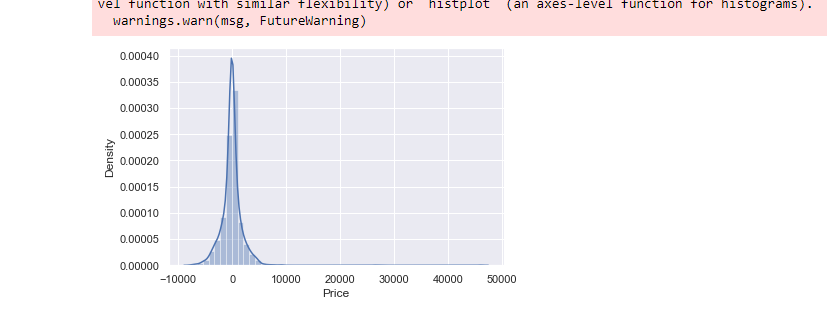 vel function with similar flexibility) or `histplot` (an axes-level function for histograms).
warnings.warn(msg, FutureWarning)
0.00040
0.00035
0.00030
0.00025
0.00020
0.00015
0.00010
0.00005
0.00000
Density
−10000 0 10000 20000 30000 40000 50000
Price